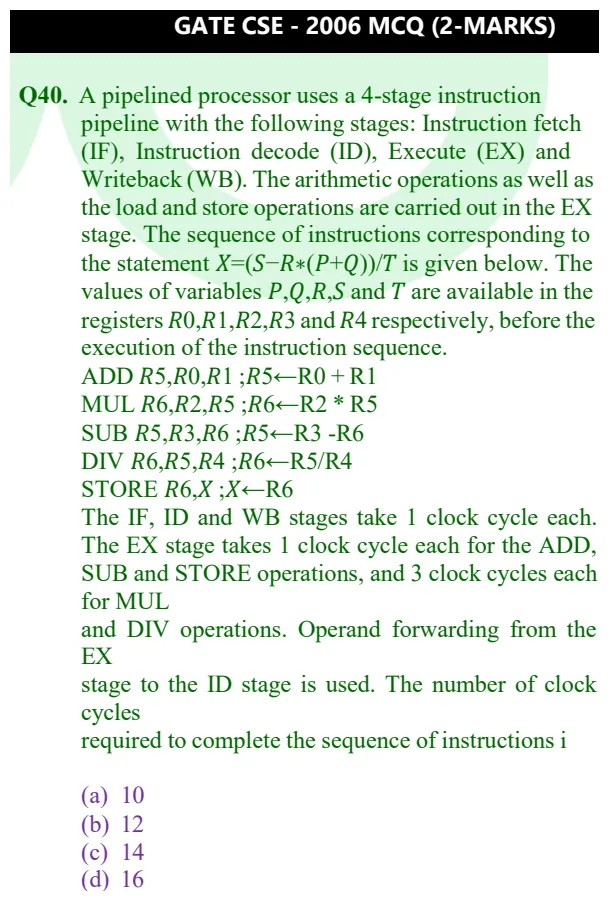 GATE CSE - 2006 MCQ (2-MARKS)
Q40. A pipelined processor uses a 4-stage instruction
pipeline with the following stages: Instruction fetch
(IF), Instruction decode (ID), Execute (EX) and
Writeback (WB). The arithmetic operations as well as
the load and store operations are carried out in the EX
stage. The sequence of instructions corresponding to
the statement X=(S−R∗(P+Q))/T is given below. The
values of variables P,Q,R,S and T are available in the
registers R0,R1,R2,R3 and R4 respectively, before the
execution of the instruction sequence.
ADD R5,R0,R1 ;R5←R0 + R1
MUL R6,R2,R5 ;R6←R2 * R5
SUB R5,R3,R6 ;R5←R3 -R6
DIV R6,R5,R4 ;R6←R5/R4
STORE R6,X ;X←R6
The IF, ID and WB stages take 1 clock cycle each.
The EX stage takes 1 clock cycle each for the ADD,
SUB and STORE operations, and 3 clock cycles each
for MUL
and DIV operations. Operand forwarding from the
EX
stage to the ID stage is used. The number of clock
cycles
required to complete the sequence of instructions i
(a) 10
(b) 12
(c) 14
(d) 16